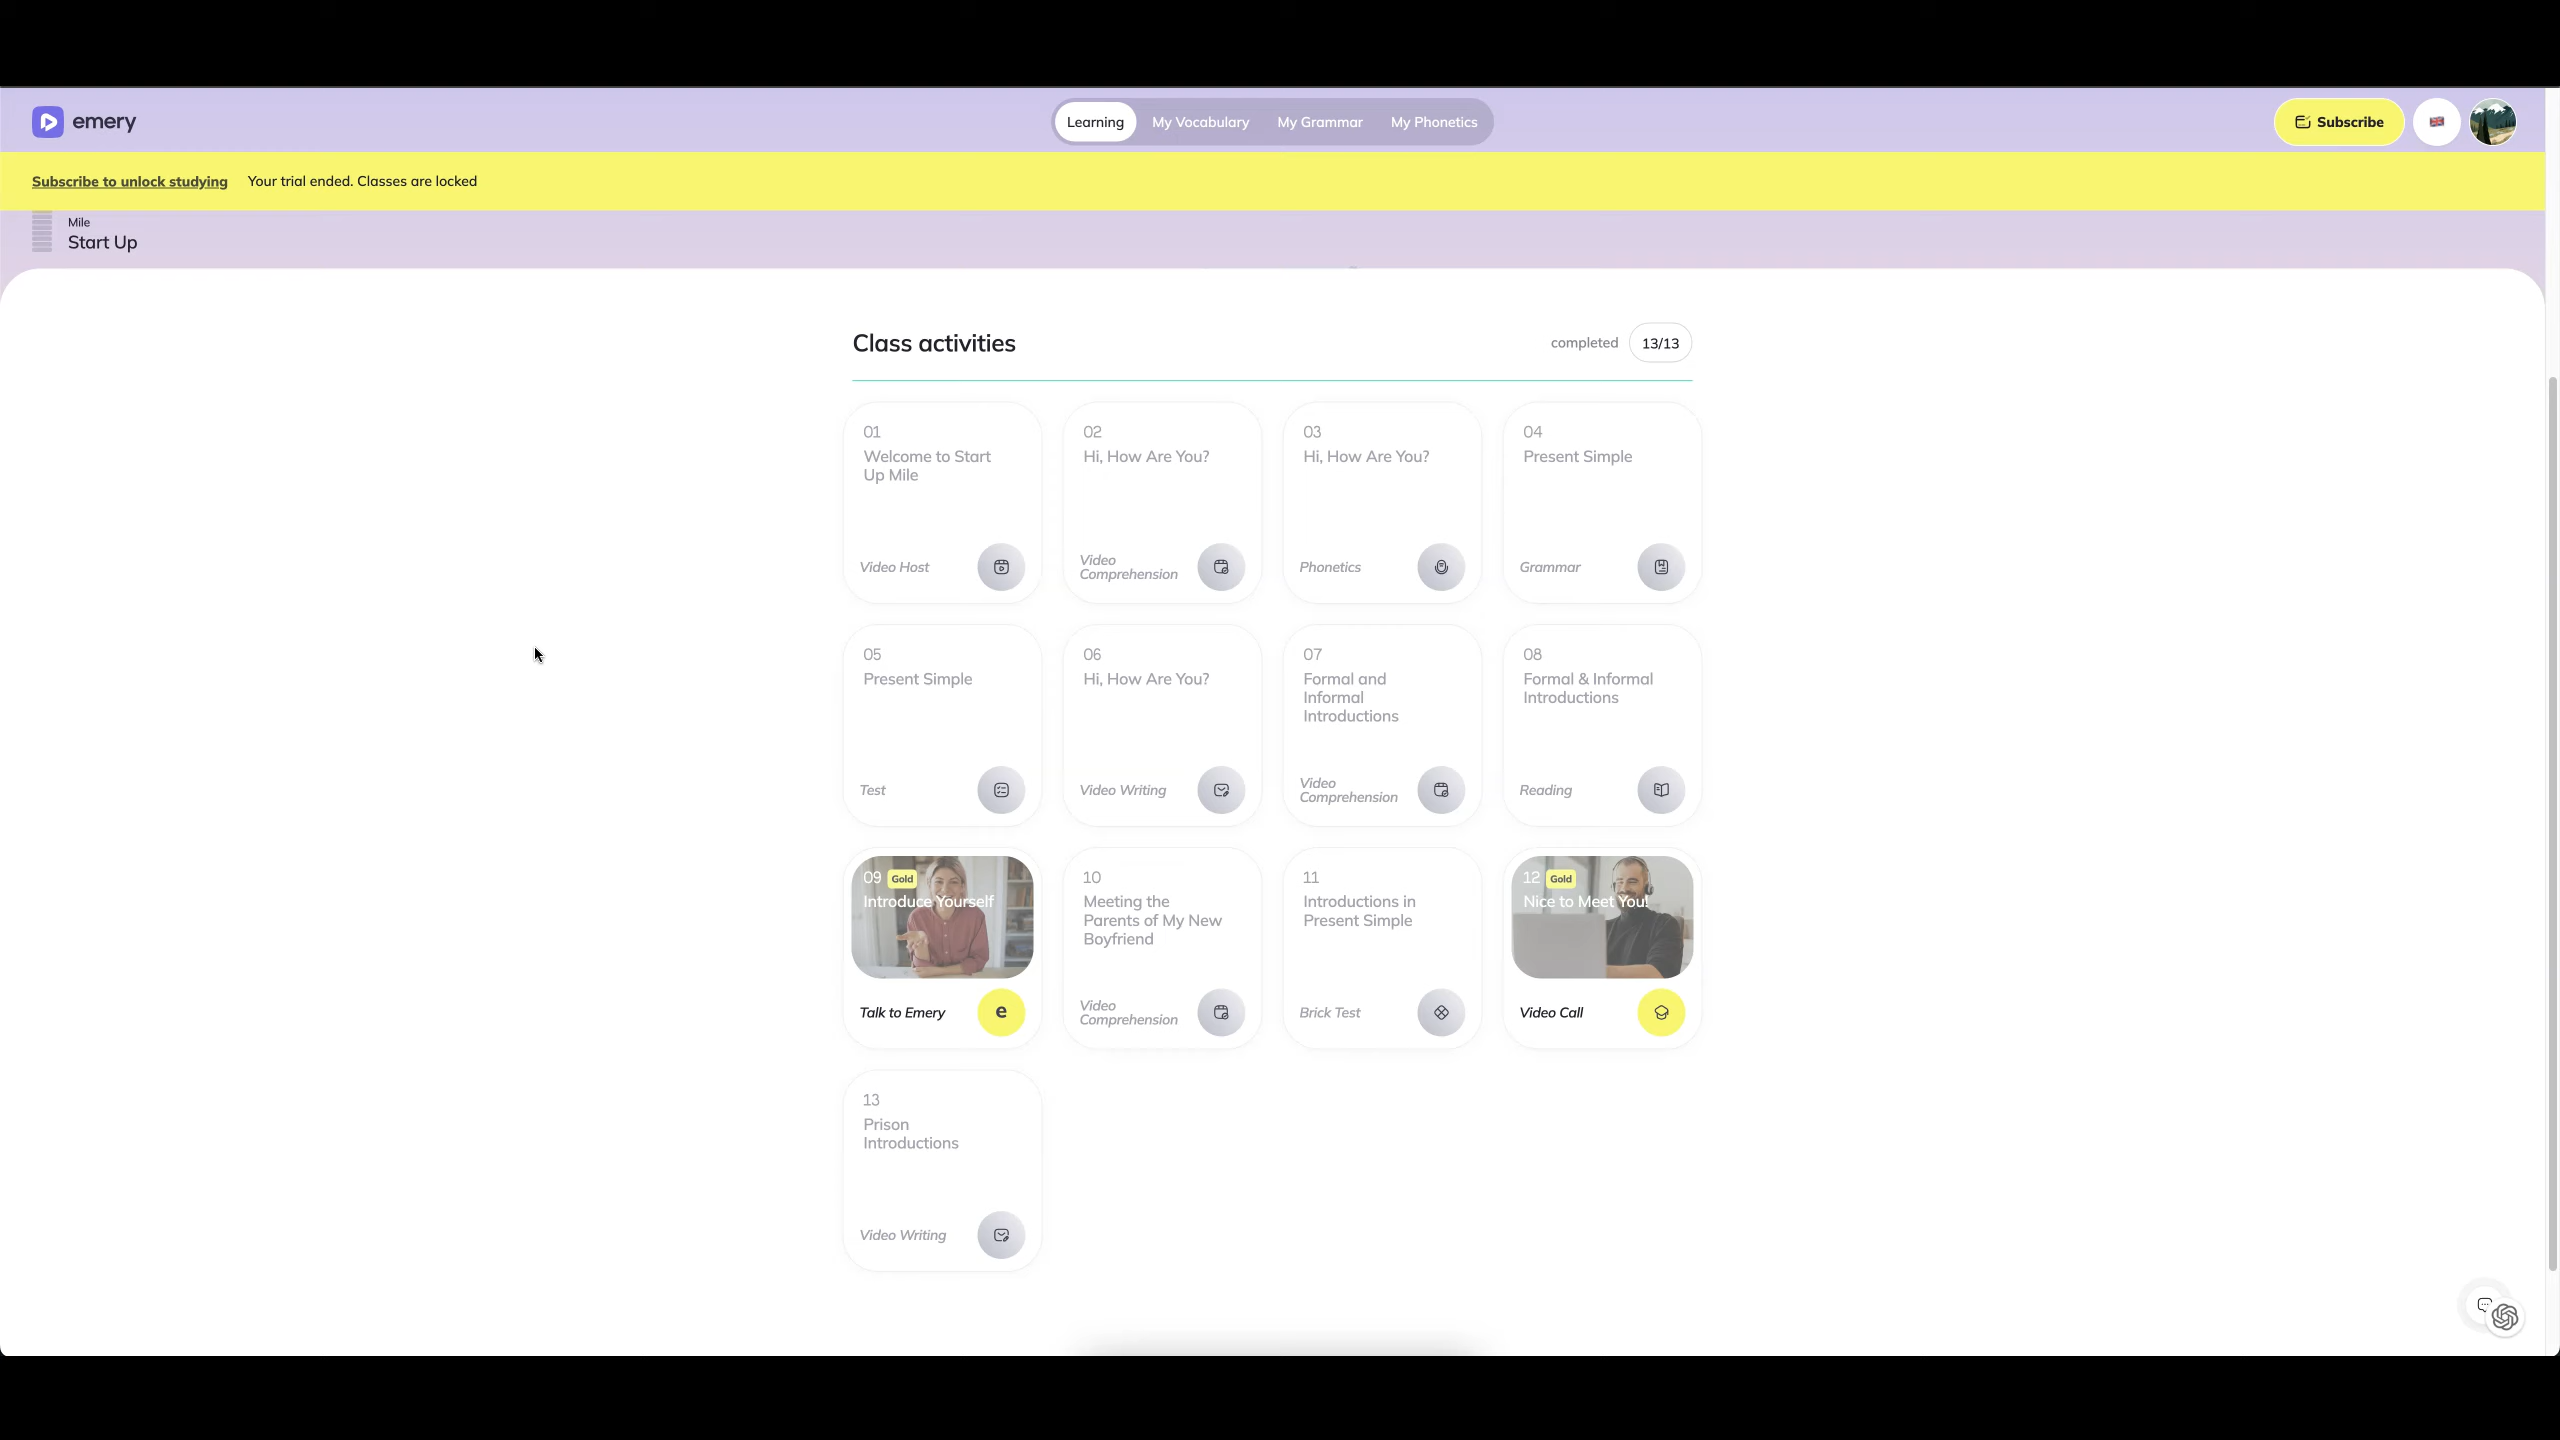 emery
Learning
My Vocabulary
My Grammar
My Phonetics
Subscribe
Subscribe to unlock studying
Your trial ended. Classes are locked
Mile
Start Up
Class activities
completed
13/13
01
Welcome to Start
Up Mile
Video Host
02
Hi, How Are You?
Video
Comprehension
03
Hi, How Are You?
Phonetics
04
Present Simple
Grammar
05
Present Simple
Test
06
Hi, How Are You?
Video Writing
07
Formal and
Informal
Introductions
Video
Comprehension
08
Formal & Informal
Introductions
Reading
09 Gold
Introduce Yourself
Talk to Emery
e
10
Meeting the
Parents of My New
Boyfriend
Video
Comprehension
11
Introductions in
Present Simple
Brick Test
12 Gold
Nice to Meet You!
Video Call
13
Prison
Introductions
Video Writing